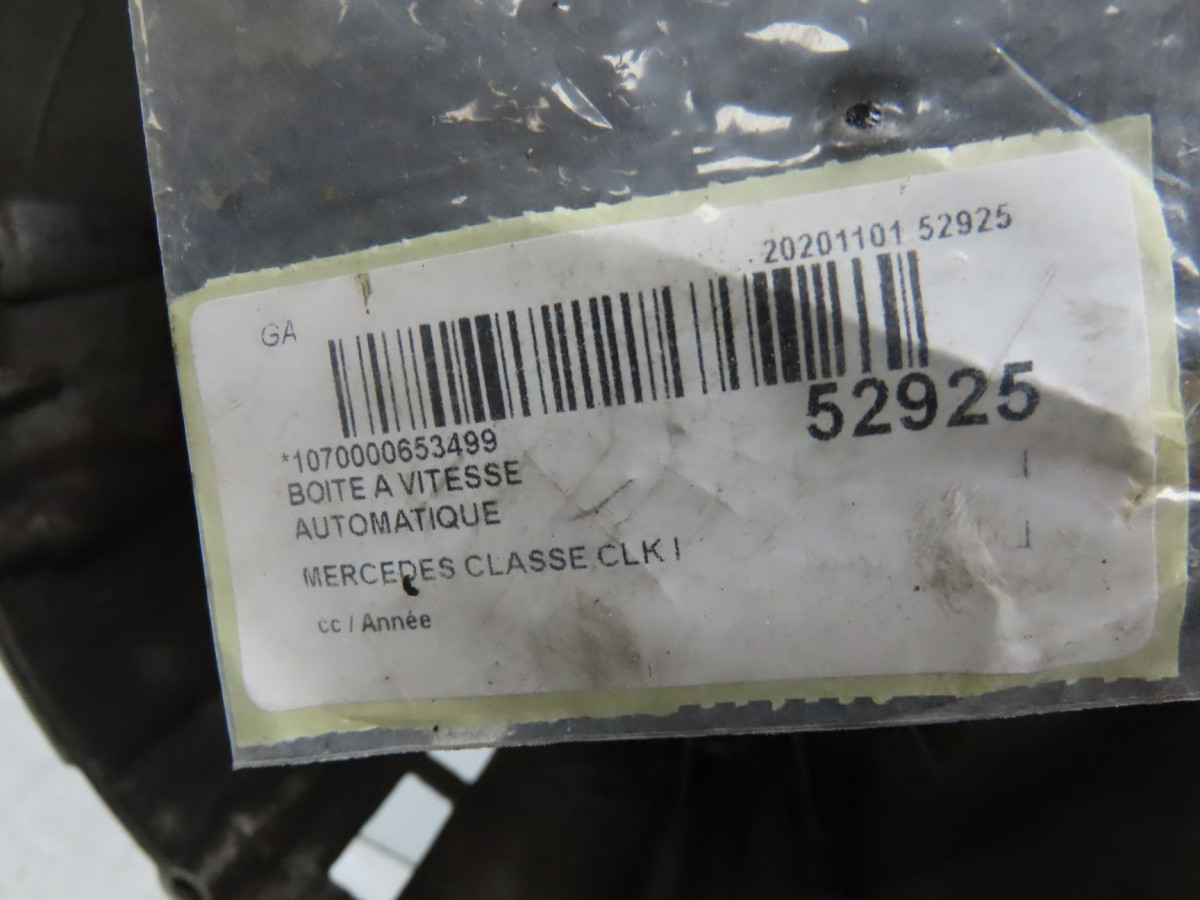 20201101 52925
GA
52925
*1070000653499
BOITE A VITESSE
AUTOMATIQUE
MERCEDES CLASSE CLK I
cc / Année